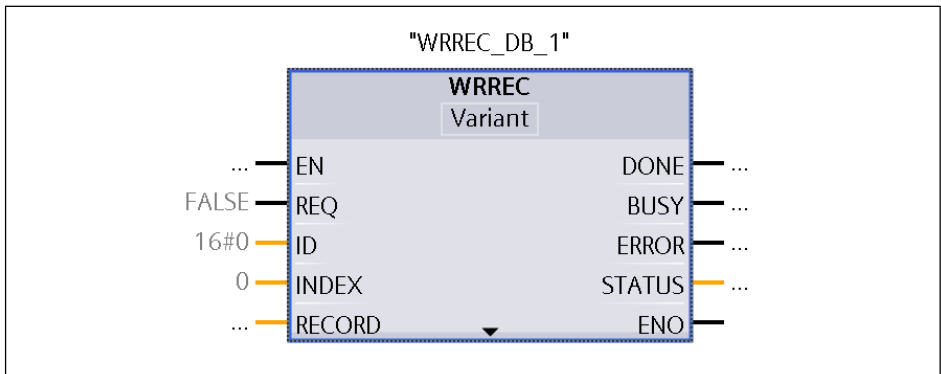 "WRREC_DB_1"
WRREC
Variant
... EN DONE ...
FALSE REQ BUSY ...
16#0 ID ERROR ...
0 INDEX STATUS ...
... RECORD ENO